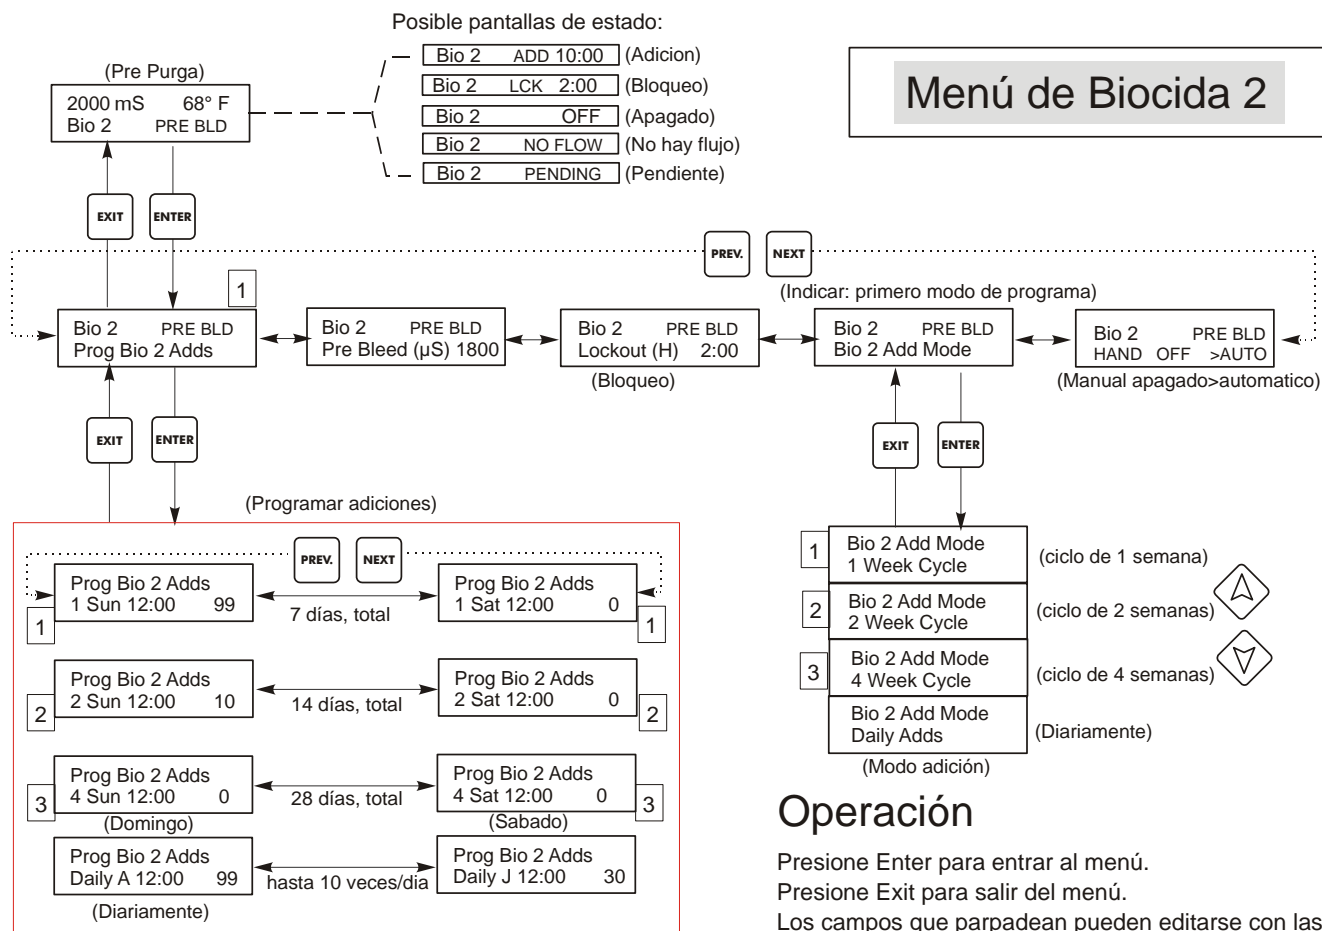 Posible pantallas de estado:
Menú de Biocida 2
(Pre Purga)
2000 mS 68° F
Bio 2 PRE BLD
Bio 2 ADD 10:00 (Adicion)
Bio 2 LCK 2:00 (Bloqueo)
Bio 2 OFF (Apagado)
Bio 2 NO FLOW (No hay flujo)
Bio 2 PENDING (Pendiente)
EXIT ENTER
PREV. NEXT
1
(Indicar: primero modo de programa)
Bio 2 PRE BLD
Prog Bio 2 Adds
Bio 2 PRE BLD
Pre Bleed (µS) 1800
Bio 2 PRE BLD
Lockout (H) 2:00
(Bloqueo)
Bio 2 PRE BLD
Bio 2 Add Mode
Bio 2 PRE BLD
HAND OFF >AUTO
(Manual apagado>automatico)
EXIT ENTER
EXIT ENTER
(Programar adiciones)
PREV. NEXT
Prog Bio 2 Adds
1 Sun 12:00 99
1
7 días, total
Prog Bio 2 Adds
1 Sat 12:00 0
1
Prog Bio 2 Adds
2 Sun 12:00 10
2
14 días, total
Prog Bio 2 Adds
2 Sat 12:00 0
2
Prog Bio 2 Adds
4 Sun 12:00 0
3
(Domingo)
28 días, total
Prog Bio 2 Adds
4 Sat 12:00 0
3
(Sabado)
Prog Bio 2 Adds
Daily A 12:00 99
(Diariamente)
hasta 10 veces/dia
Prog Bio 2 Adds
Daily J 12:00 30
1
Bio 2 Add Mode
1 Week Cycle
(ciclo de 1 semana)
2
Bio 2 Add Mode
2 Week Cycle
(ciclo de 2 semanas)
3
Bio 2 Add Mode
4 Week Cycle
(ciclo de 4 semanas)
Bio 2 Add Mode
Daily Adds
(Diariamente)
(Modo adición)
Operación
Presione Enter para entrar al menú.
Presione Exit para salir del menú.
Los campos que parpadean pueden editarse con las